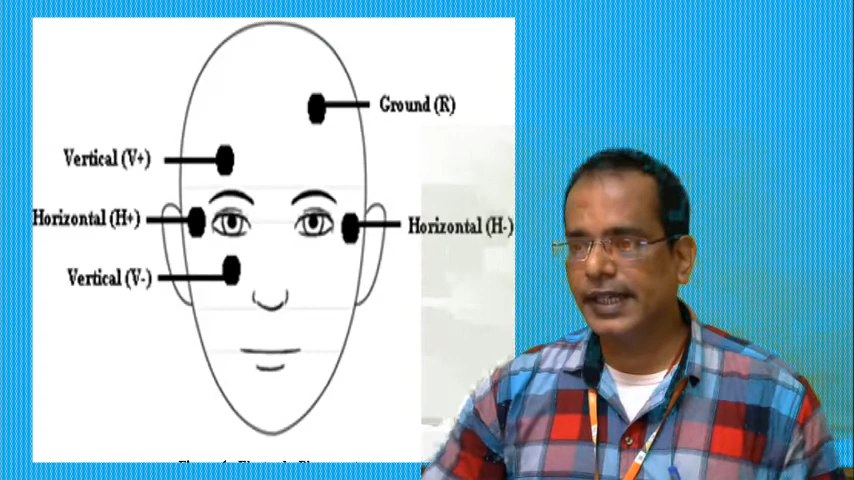 Ground (R)
Vertical (V+)
Horizontal (H+)
Horizontal (H-)
Vertical (V-)